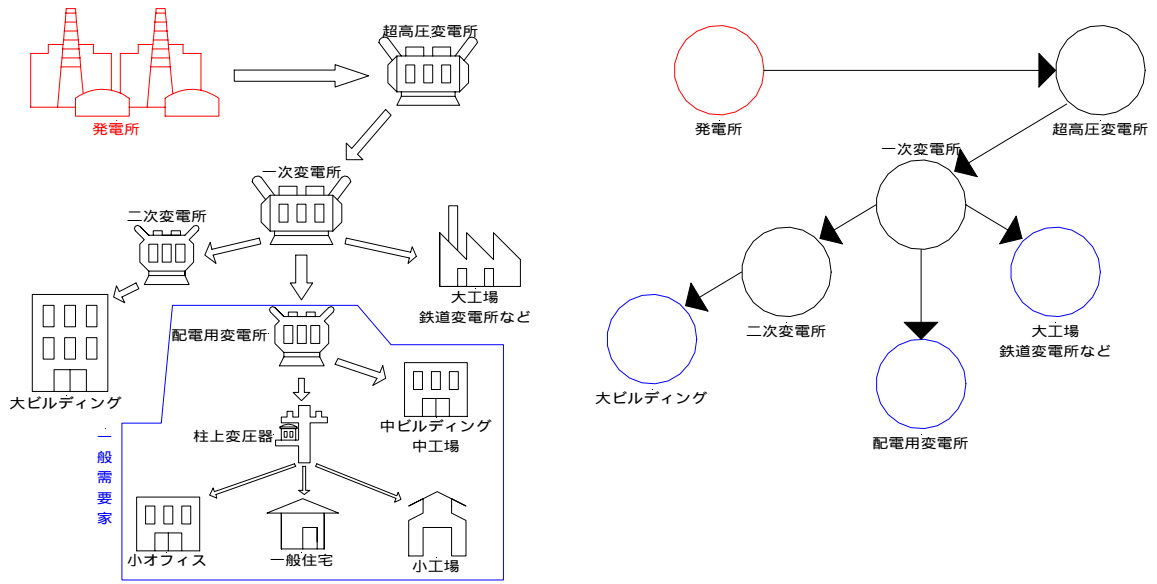 超高圧変電所
発電所
一次変電所
二次変電所
大工場
鉄道変電所など
配電用変電所
大ビルディング
中ビルディング
中工場
柱上変圧器
一般需要家
小オフィス
一般住宅
小工場
発電所
超高圧変電所
一次変電所
二次変電所
大工場
鉄道変電所など
大ビルディング
配電用変電所